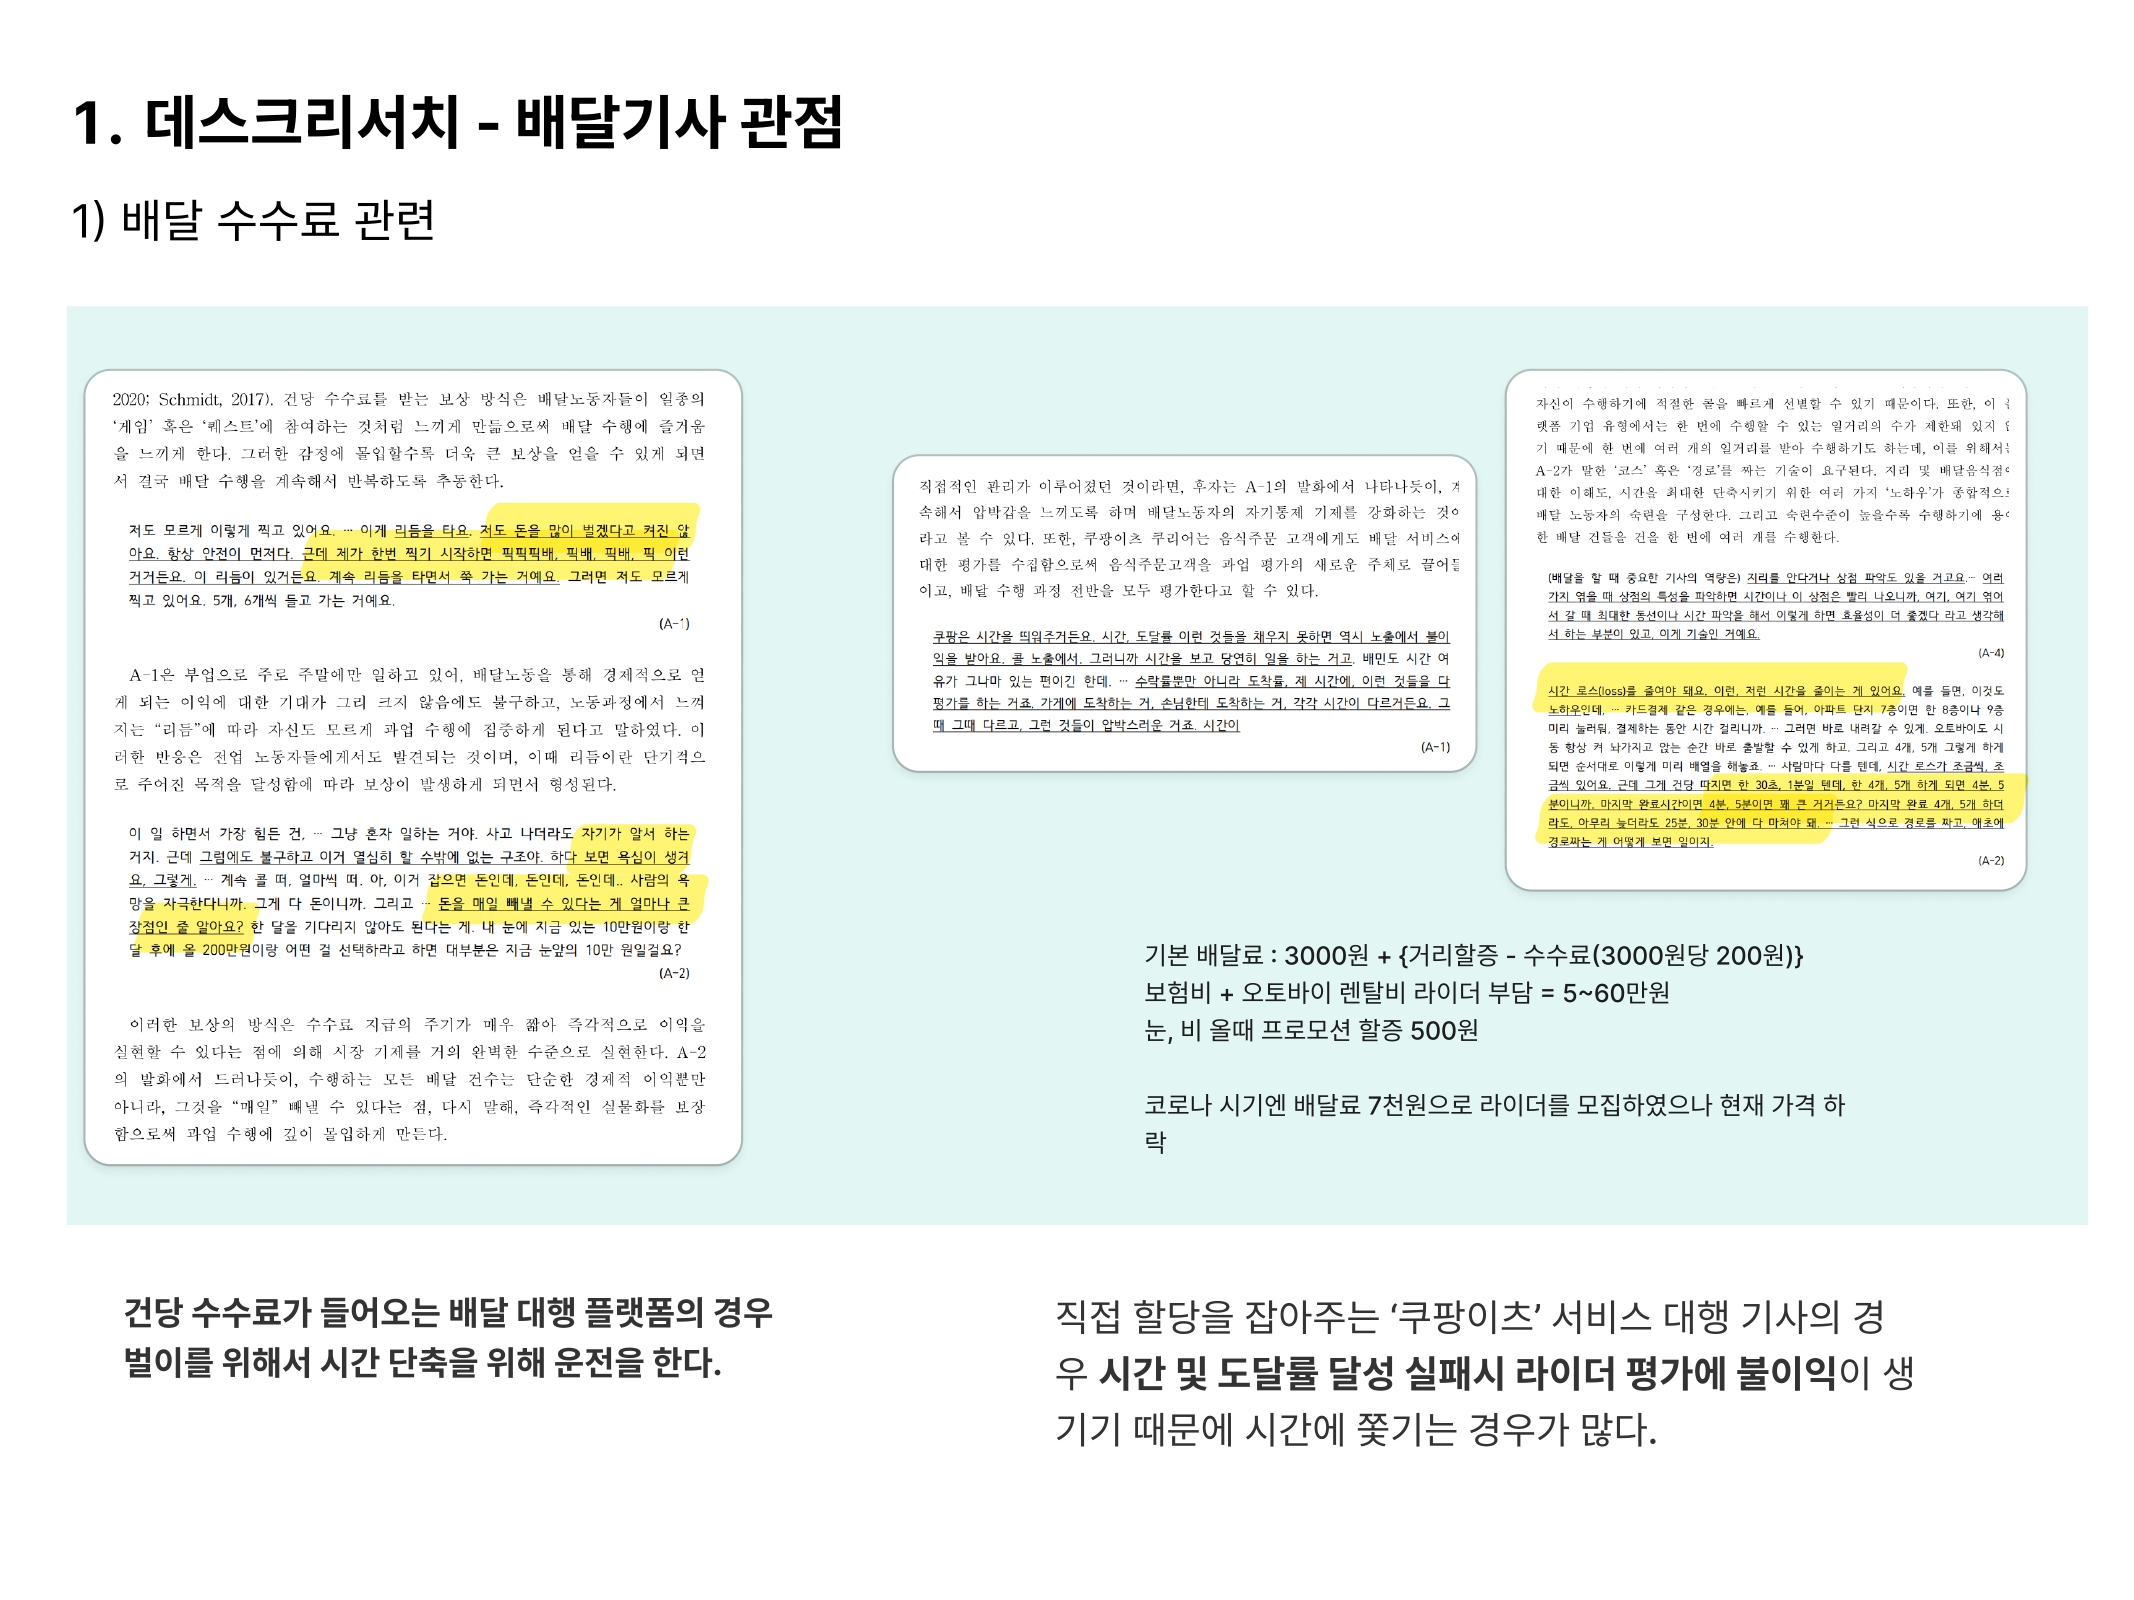 1. 데스크리서치 - 배달기사 관점
1) 배달 수수료 관련
2020; Schmidt, 2017). 건당 수수료를 받는 보상 방식은 배달노동자들이 일종의
‘게임’ 혹은 ‘퀘스트’에 참여하는 것처럼 느끼게 만듦으로써 배달 수행에 즐거움
을 느끼게 한다. 그러한 감정에 몰입할수록 더욱 큰 보상을 얻을 수 있게 되면
서 결국 배달 수행을 계속해서 반복하도록 추동한다.
저도 모르게 이렇게 찍고 있어요. … 이게 리듬을 타요. 저도 돈을 많이 벌겠다고 켜진 않
아요. 항상 안전이 먼저다. 근데 제가 한번 찍기 시작하면 픽픽픽배, 픽배, 픽배, 픽 이런
거거든요. 이 리듬이 있거든요. 계속 리듬을 타면서 쭉 가는 거예요. 그러면 저도 모르게
찍고 있어요. 5개, 6개씩 들고 가는 거예요.
(A-1)
A-1은 부업으로 주로 주말에만 일하고 있어, 배달노동을 통해 경제적으로 얻
게 되는 이익에 대한 기대가 그리 크지 않음에도 불구하고, 노동과정에서 느껴
지는 “리듬”에 따라 자신도 모르게 과업 수행에 집중하게 된다고 말하였다. 이
러한 반응은 전업 노동자들에게서도 발견되는 것이며, 이때 리듬이란 단기적으
로 주어진 목적을 달성함에 따라 보상이 발생하게 되면서 형성된다.
이 일 하면서 가장 힘든 건, … 그냥 혼자 일하는 거야. 사고 나더라도 자기가 알서 하는
거지. 근데 그럼에도 불구하고 이거 열심히 할 수밖에 없는 구조야. 하다 보면 욕심이 생겨
요, 그렇게. … 계속 콜 떠, 얼마씩 떠. 아, 이거 잡으면 돈인데, 돈인데, 돈인데.. 사람의 욕
망을 자극한다니까. 그게 다 돈이니까. 그리고 … 돈을 매일 빼낼 수 있다는 게 얼마나 큰
장점인 줄 알아요? 한 달을 기다리지 않아도 된다는 게. 내 눈에 지금 있는 10만원이랑 한
달 후에 올 200만원이랑 어떤 걸 선택하라고 하면 대부분은 지금 눈앞의 10만 원일걸요?
(A-2)
이러한 보상의 방식은 수수료 지급의 주기가 매우 짧아 즉각적으로 이익을
실현할 수 있다는 점에 의해 시장 기제를 거의 완벽한 수준으로 실현한다. A-2
의 발화에서 드러나듯이, 수행하는 모든 배달 건수는 단순한 경제적 이익뿐만
아니라, 그것을 “매일” 빼낼 수 있다는 점, 다시 말해, 즉각적인 실물화를 보장
함으로써 과업 수행에 깊이 몰입하게 만든다.
직접적인 관리가 이루어졌던 것이라면, 후자는 A-1의 발화에서 나타나듯이,
속해서 압박감을 느끼도록 하며 배달노동자의 자기통제 기제를 강화하는
라고 볼 수 있다. 또한, 쿠팡이츠 쿠리어는 음식주문 고객에게도 배달 서비스에
대한 평가를 수집함으로써 음식주문고객을 과업 평가의 새로운 주체로
이고, 배달 수행 과정 전반을 모두 평가한다고 할 수 있다.
쿠팡은 시간을 띄워주거든요. 시간, 도달률 이런 것들을 채우지 못하면 역시 노출에서 불이
익을 받아요. 콜 노출에서. 그러니까 시간을 보고 당연히 일을 하는 거고. 배민도 시간 여
유가 그나마 있는 편이긴 한데. … 수락률뿐만 아니라 도착률, 제 시간에, 이런 것들을 다
평가를 하는 거죠. 가게에 도착하는 거, 손님한테 도착하는 거, 각각 시간이 다르거든요. 그
때 그때 다르고, 그런 것들이 압박스러운 거죠. 시간이
(A-1)
자신이 수행하기에 적절한 콜을 빠르게 선별할 수 있기 때문이다. 또한, 이
랫폼 기업 유형에서는 한 번에 수행할 수 있는 일거리의 수가 제한돼 있지
기 때문에 한 번에 여러 개의 일거리를 받아 수행하기도 하는데, 이를 위해서는
A-2가 말한 ‘코스’ 혹은 ‘경로’를 짜는 기술이 요구된다. 지리 및 배달음식점에
대한 이해도, 시간을 최대한 단축시키기 위한 여러 가지 ‘노하우’가 종합적으로
배달 노동자의 숙련을 구성한다. 그리고 숙련수준이 높을수록 수행하기에
한 배달 건들을 건을 한 번에 여러 개를 수행한다.
(배달을 할 때 중요한 기사의 역량은) 지리를 안다거나 상점 파악도 있을 거고요… 여러
가지 엮을 때 상점의 특성을 파악하면 시간이나 이 상점은 빨리 나오니까, 여기, 여기 엮어
서 갈 때 최대한 동선이나 시간 파악을 해서 이렇게 하면 효율성이 더 좋겠다 라고 생각해
서 하는 부분이 있고, 이게 기술인 거예요.
(A-4)
시간 로스(loss)를 줄여야 돼요. 이런, 저런 시간을 줄이는 게 있어요. 예를 들면, 이것도
노하우인데, … 카드결제 같은 경우에는, 예를 들어, 아파트 단지 7층이면 한 8층이나 9층
미리 눌러둬, 결제하는 동안 시간 걸리니까. … 그러면 바로 내려갈 수 있게. 오토바이도 시
동 항상 켜 놔가지고 앉는 순간 바로 출발할 수 있게 하고. 그리고 4개, 5개 그렇게 하게
되면 순서대로 이렇게 미리 배열을 해놓죠. … 사람마다 다를 텐데, 시간 로스가 조금씩, 조
금씩 있어요. 근데 그게 건당 따지면 한 30초, 1분일 텐데, 한 4개, 5개 하게 되면 4분, 5
분이니까, 마지막 완료시간이면 4분, 5분이면 꽤 큰 거거든요? 마지막 완료 4개, 5개 하더
라도, 아무리 늦더라도 25분, 30분 안에 다 마쳐야 돼. … 그런 식으로 경로를 짜고, 애초에
경로짜는 게 어떻게 보면 일이지.
(A-2)
기본 배달료 : 3000원 + {거리할증 - 수수료(3000원당 200원)}
보험비 + 오토바이 렌탈비 라이더 부담 = 5~60만원
눈, 비 올때 프로모션 할증 500원
코로나 시기엔 배달료 7천원으로 라이더를 모집하였으나 현재 가격 하
락
건당 수수료가 들어오는 배달 대행 플랫폼의 경우
벌이를 위해서 시간 단축을 위해 운전을 한다.
직접 할당을 잡아주는 ‘쿠팡이츠’ 서비스 대행 기사의 경
우 시간 및 도달률 달성 실패시 라이더 평가에 불이익이 생
기기 때문에 시간에 쫓기는 경우가 많다.